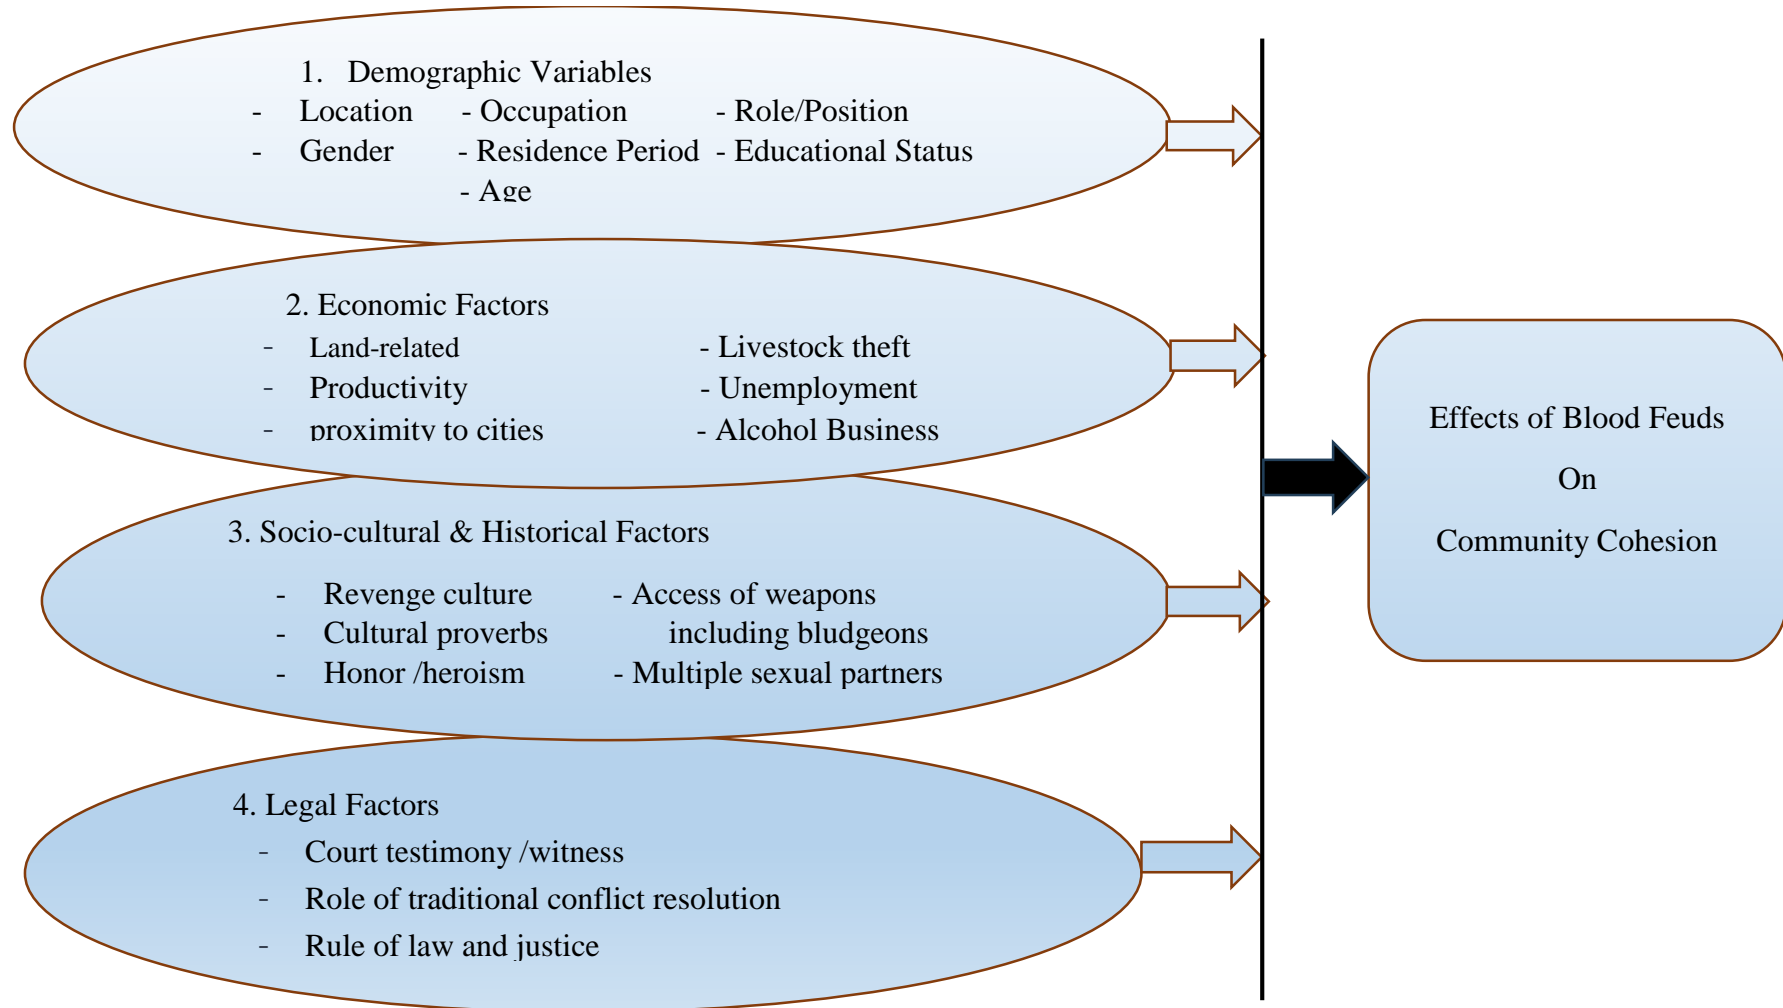 1. Demographic Variables
- Location - Occupation - Role/Position
- Gender - Residence Period - Educational Status
- Age
2. Economic Factors
- Land-related - Livestock theft
- Productivity - Unemployment
- proximity to cities - Alcohol Business
3. Socio-cultural & Historical Factors
- Revenge culture - Access of weapons
- Cultural proverbs including bludgeons
- Honor /heroism - Multiple sexual partners
4. Legal Factors
- Court testimony /witness
- Role of traditional conflict resolution
- Rule of law and justice
Effects of Blood Feuds
On
Community Cohesion